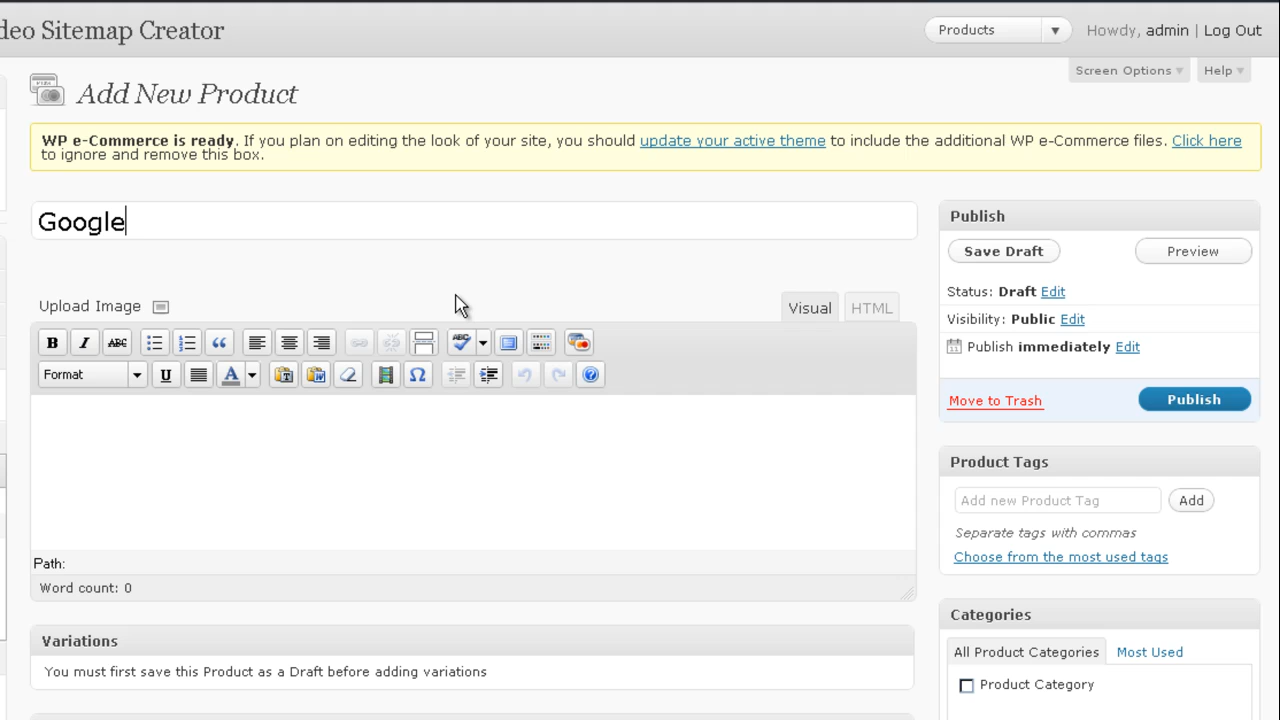 deo Sitemap Creator
Products
Howdy, admin | Log Out
Screen Options
Help
Add New Product
WP e-Commerce is ready. If you plan on editing the look of your site, you should update your active theme to include the additional WP e-Commerce files. Click here
to ignore and remove this box.
Google
Upload Image
Visual
HTML
B I ABC
ABC
Format
U
A
Path:
Word count: 0
Variations
You must first save this Product as a Draft before adding variations
Publish
Save Draft
Preview
Status: Draft Edit
Visibility: Public Edit
Publish immediately Edit
Move to Trash
Publish
Product Tags
Add new Product Tag
Add
Separate tags with commas
Choose from the most used tags
Categories
All Product Categories
Most Used
Product Category